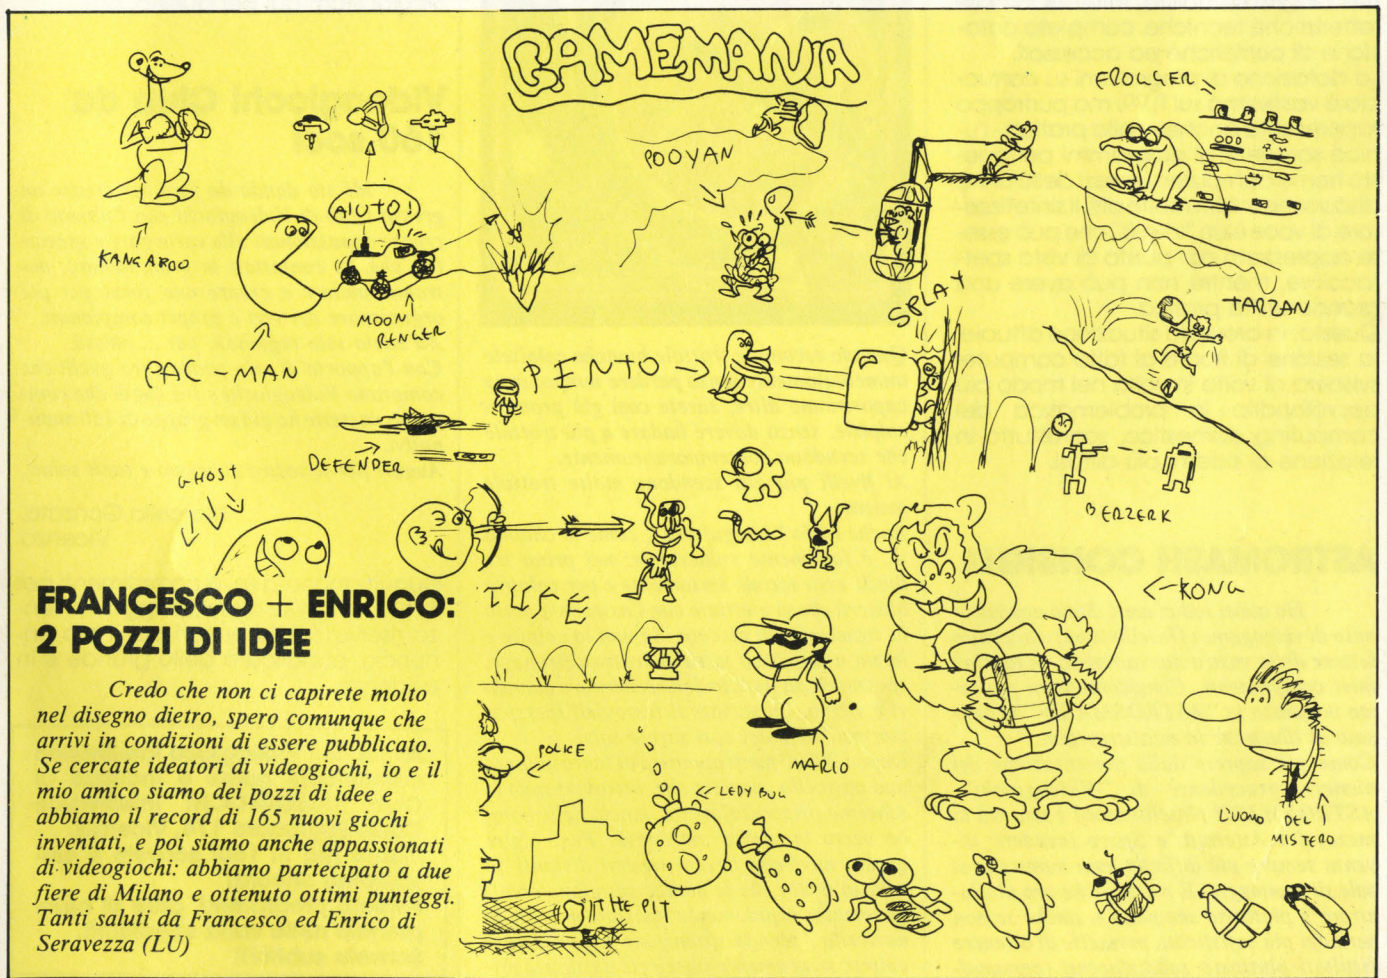 GAMEMANIA
FROGGER
POOYAN
AIUTO!
KANGAROO
MOON
RENGER
PAC-MAN
SPLAT
TARZAN
PENTO
DEFENDER
GHOST
BERZERK
KONG
TUKE
POLICE
MARIO
LEDY BUG
L'UOMO DEL
MISTERO
THE PIT
FRANCESCO + ENRICO:
2 POZZI DI IDEE
Credo che non ci capirete molto
nel disegno dietro, spero comunque che
arrivi in condizioni di essere pubblicato.
Se cercate ideatori di videogiochi, io e il
mio amico siamo dei pozzi di idee e
abbiamo il record di 165 nuovi giochi
inventati, e poi siamo anche appassionati
di videogiochi: abbiamo partecipato a due
fiere di Milano e ottenuto ottimi punteggi.
Tanti saluti da Francesco ed Enrico di
Seravezza (LU)